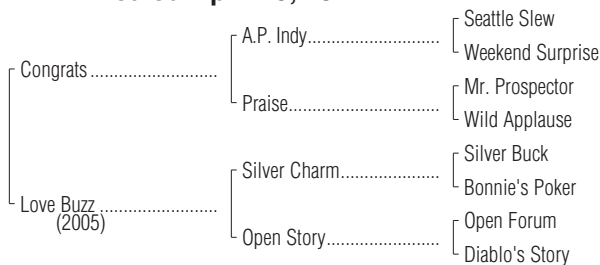 Seattle Slew
A.P. Indy
Weekend Surprise
Congrats
Mr. Prospector
Praise
Wild Applause
Silver Buck
Silver Charm
Bonnie's Poker
Love Buzz
(2005)
Open Forum
Open Story
Diablo's Story